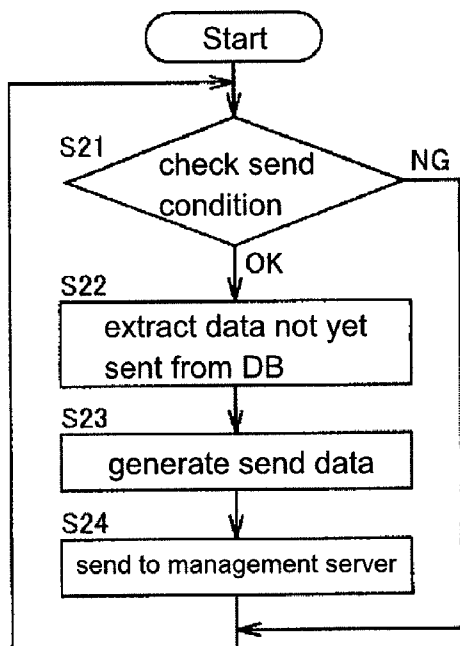 Start
S21
check send
condition
NG
OK
S22
extract data not yet
sent from DB
S23
generate send data
S24
send to management server